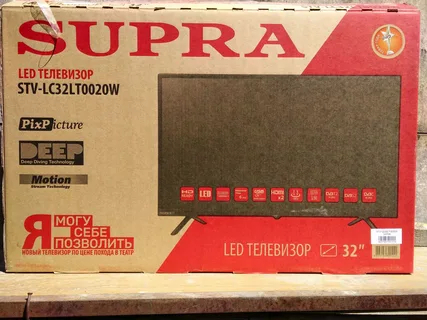 SUPRA
LED ТЕЛЕВИЗОР
STV-LC32LT0020W
PixPicture
DEEP
Deep Diving Technology
Motion
Stream Technology
Я МОГУ
СЕБЕ
ПОЗВОЛИТЬ
НОВЫЙ ТЕЛЕВИЗОР ПО ЦЕНЕ ПОХОДА В ТЕАТР
LED ТЕЛЕВИЗОР 32"